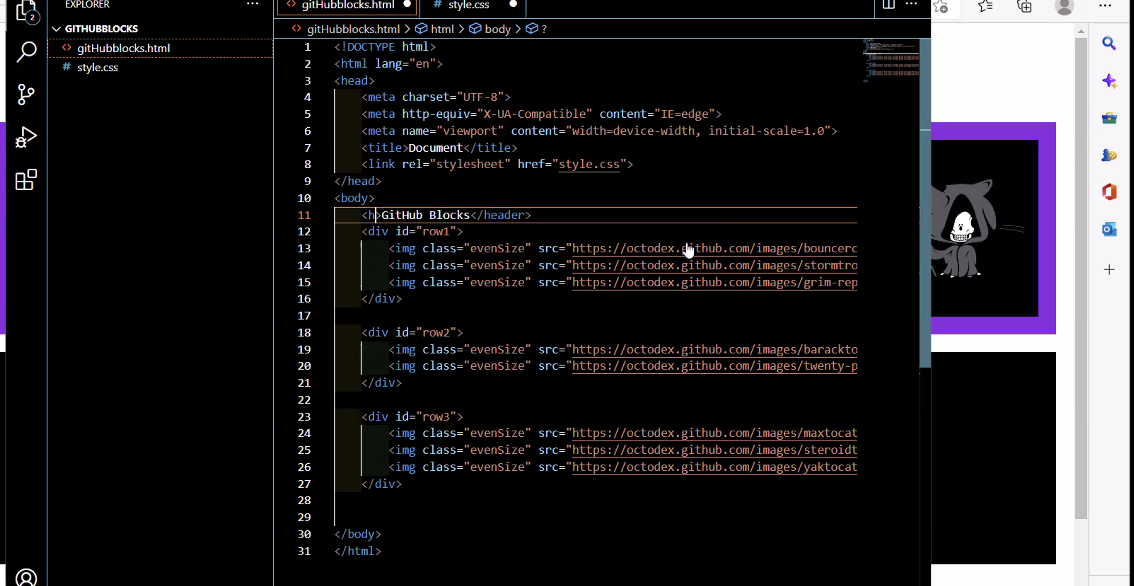 EXPLORER
GITHUBBLOCKS
<> gitHubblocks.html
# style.css
2
<> gitHubblocks.html
# style.css
<> gitHubblocks.html > html > body > ?
1 <!DOCTYPE html>
2 <html lang="en">
3 <head>
4 <meta charset="UTF-8">
5 <meta http-equiv="X-UA-Compatible" content="IE=edge">
6 <meta name="viewport" content="width=device-width, initial-scale=1.0">
7 <title>Document</title>
8 <link rel="stylesheet" href="style.css">
9 </head>
10 <body>
11 <h>GitHub Blocks</header>
12 <div id="row1">
13 <img class="evenSize" src="https://octodex.github.com/images/bouncerc
14 <img class="evenSize" src="https://octodex.github.com/images/stormtro
15 <img class="evenSize" src="https://octodex.github.com/images/grim-rep
16 </div>
17
18 <div id="row2">
19 <img class="evenSize" src="https://octodex.github.com/images/barackto
20 <img class="evenSize" src="https://octodex.github.com/images/twenty-p
21 </div>
22
23 <div id="row3">
24 <img class="evenSize" src="https://octodex.github.com/images/maxtocat
25 <img class="evenSize" src="https://octodex.github.com/images/steroidt
26 <img class="evenSize" src="https://octodex.github.com/images/yaktocat
27 </div>
28
29
30 </body>
31 </html>